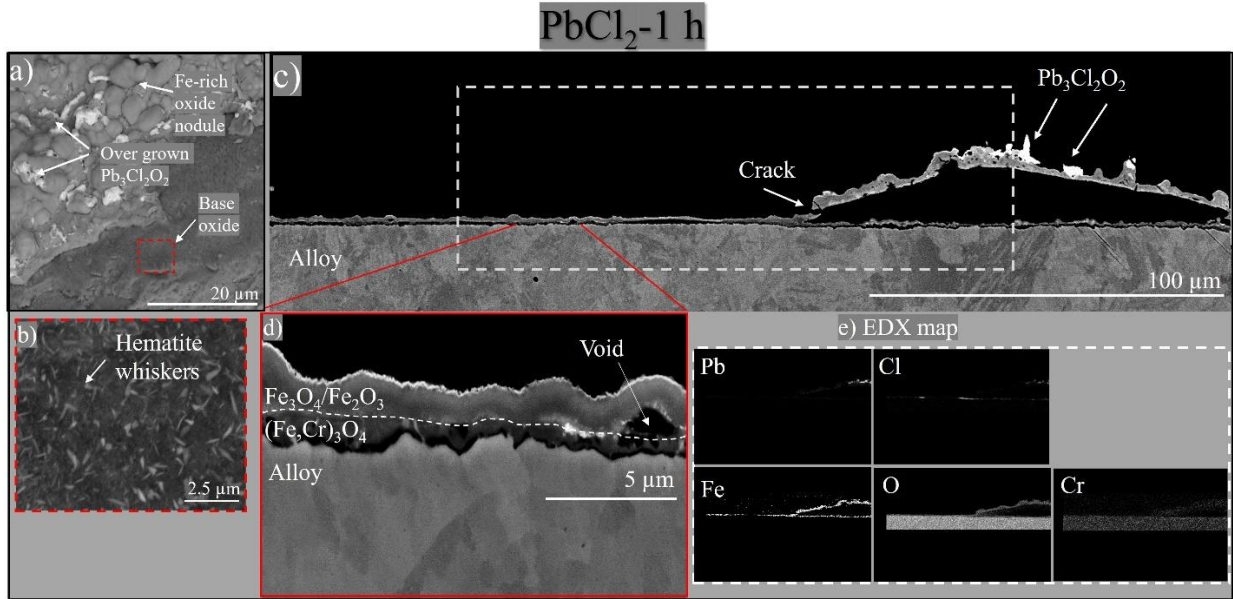 PbCl₂-1 h
a)
Fe-rich
oxide
nodule
Over grown
Pb₃Cl₂O₂
Base
oxide
20 µm
c)
Pb₃Cl₂O₂
Crack
Alloy
100 µm
b)
Hematite
whiskers
2.5 µm
d)
Void
Fe₃O₄/Fe₂O₃
(Fe,Cr)₃O₄
Alloy
5 µm
e) EDX map
Pb
Cl
Fe
O
Cr